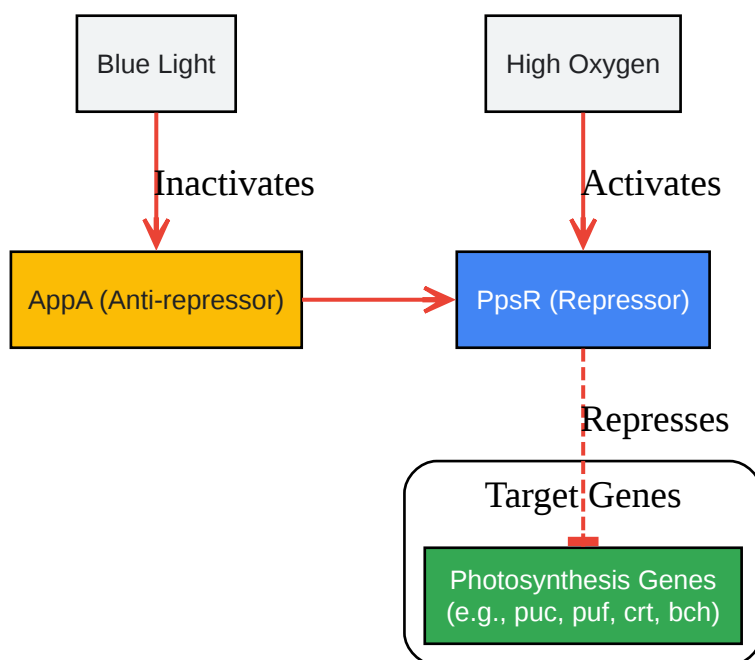 Blue Light
High Oxygen
Inactivates
Activates
AppA (Anti-repressor)
PpsR (Repressor)
Represses
Target Genes
Photosynthesis Genes
(e.g., puc, puf, crt, bch)